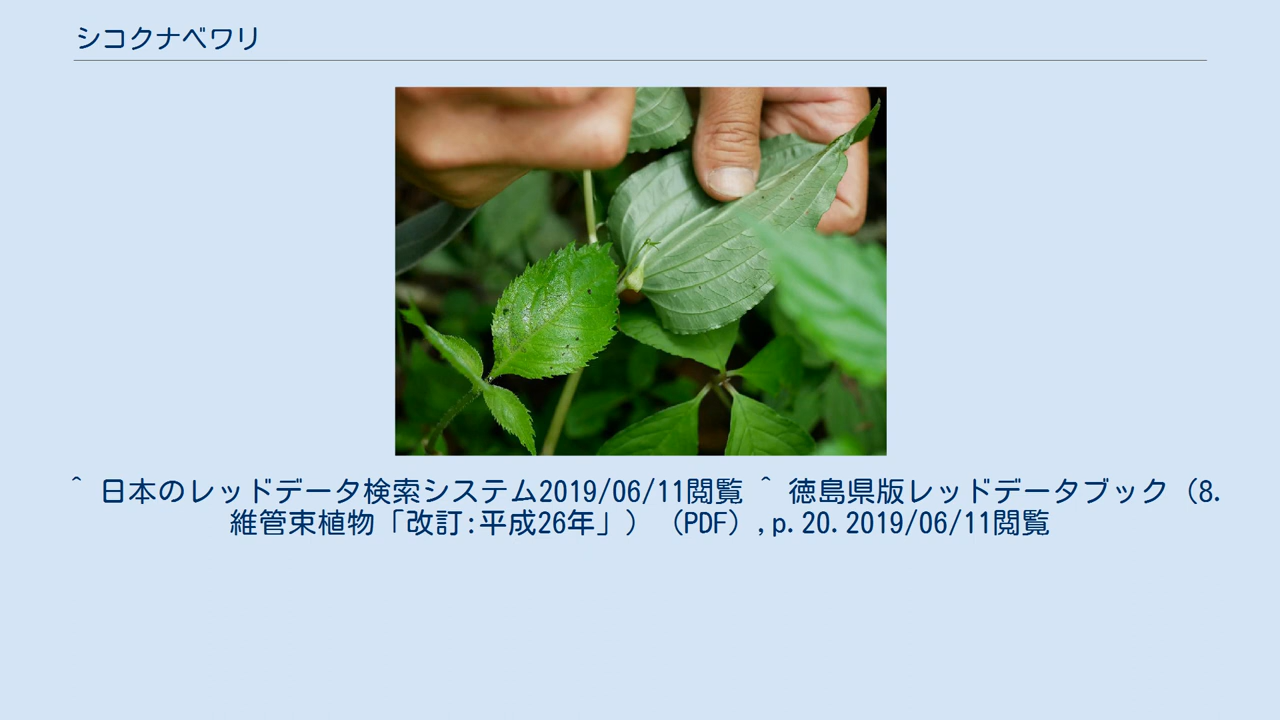 シコクナベワリ
^ 日本のレッドデータ検索システム2019/06/11閲覧 ^ 徳島県版レッドデータブック（8.
維管束植物「改訂:平成26年」）（PDF）,p.20.2019/06/11閲覧